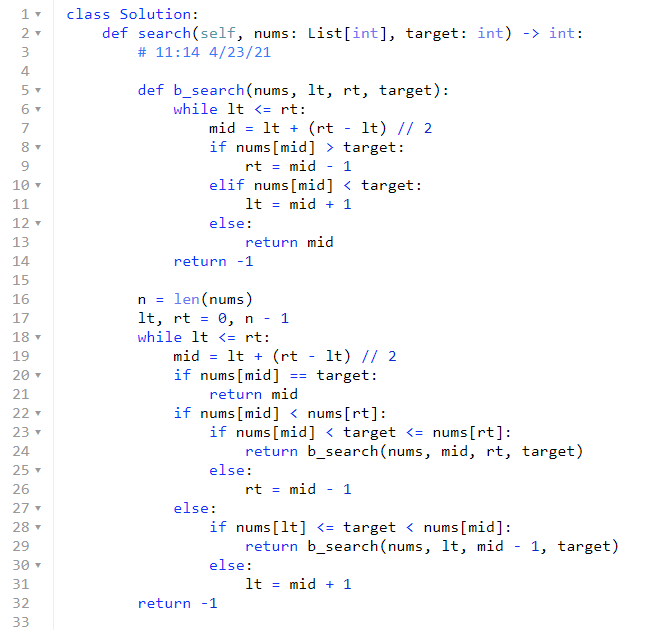 1 class Solution:
2     def search(self, nums: List[int], target: int) -> int:
3         # 11:14 4/23/21
4
5         def b_search(nums, lt, rt, target):
6             while lt <= rt:
7                 mid = lt + (rt - lt) // 2
8                 if nums[mid] > target:
9                     rt = mid - 1
10                 elif nums[mid] < target:
11                     lt = mid + 1
12                 else:
13                     return mid
14             return -1
15
16         n = len(nums)
17         lt, rt = 0, n - 1
18         while lt <= rt:
19             mid = lt + (rt - lt) // 2
20             if nums[mid] == target:
21                 return mid
22             if nums[mid] < nums[rt]:
23                 if nums[mid] < target <= nums[rt]:
24                     return b_search(nums, mid, rt, target)
25                 else:
26                     rt = mid - 1
27             else:
28                 if nums[lt] <= target < nums[mid]:
29                     return b_search(nums, lt, mid - 1, target)
30                 else:
31                     lt = mid + 1
32         return -1
33